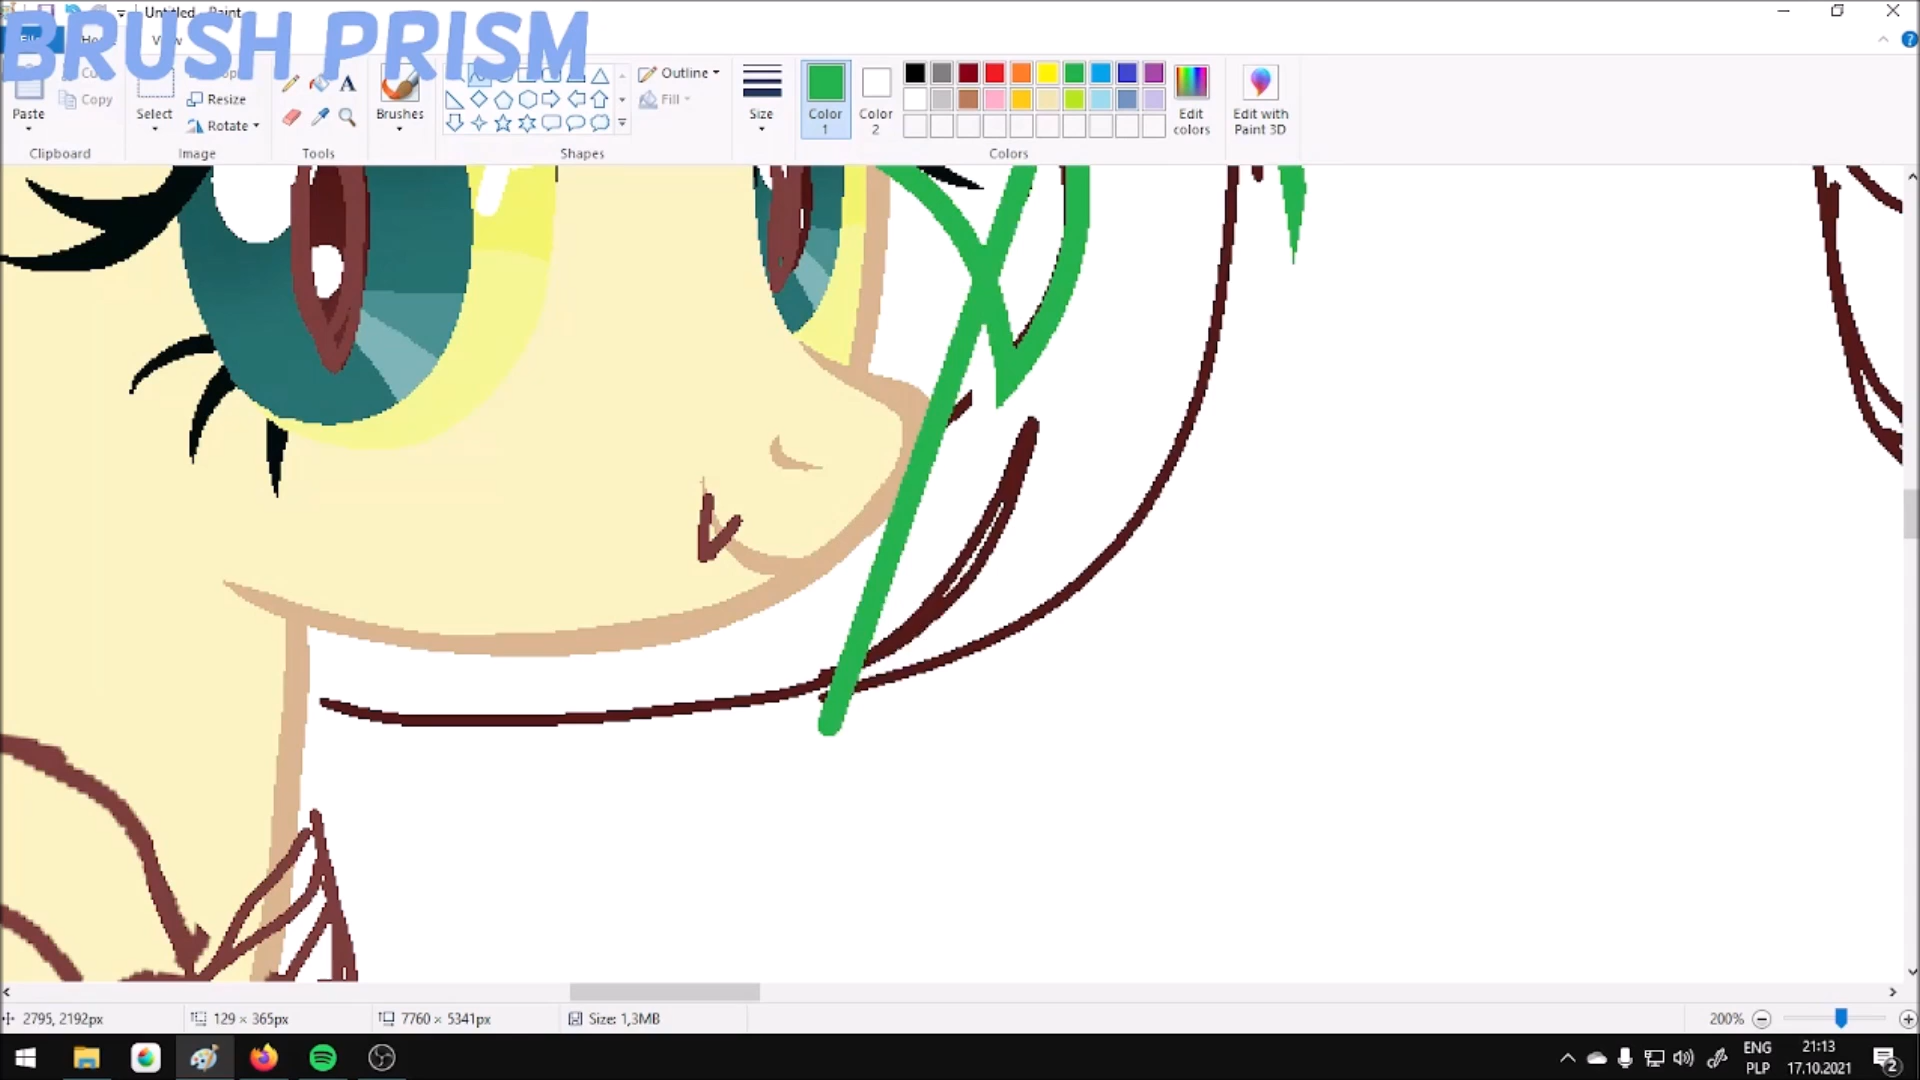 Untitled - Paint
BRUSH PRISM
Copy
Paste
Select
Resize
Rotate
Brushes
Outline
Fill
Size
Color 1
Color 2
Edit colors
Edit with Paint 3D
Clipboard
Image
Tools
Shapes
Colors
2795, 2192px
129 × 365px
7760 × 5341px
Size: 1,3MB
200%
ENG
PLP
21:13
17.10.2021
2